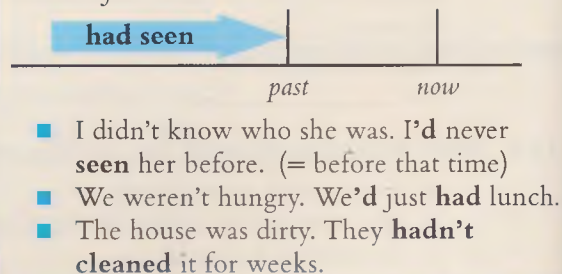 had seen
past now
■ I didn't know who she was. I'd never
seen her before. (= before that time)
■ We weren't hungry. We'd just had lunch.
■ The house was dirty. They hadn't
cleaned it for weeks.